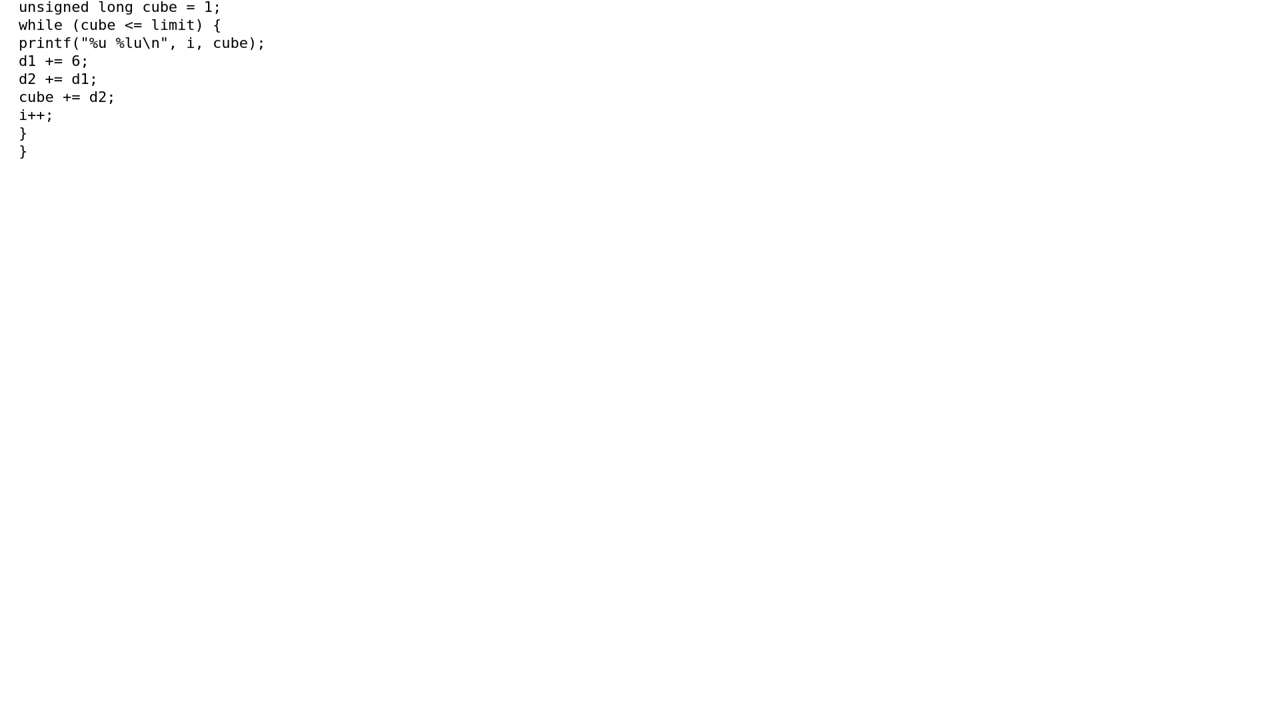 unsigned long cube = 1;
while (cube <= limit) {
printf("%u %lu\n", i, cube);
d1 += 6;
d2 += d1;
cube += d2;
i++;
}
}